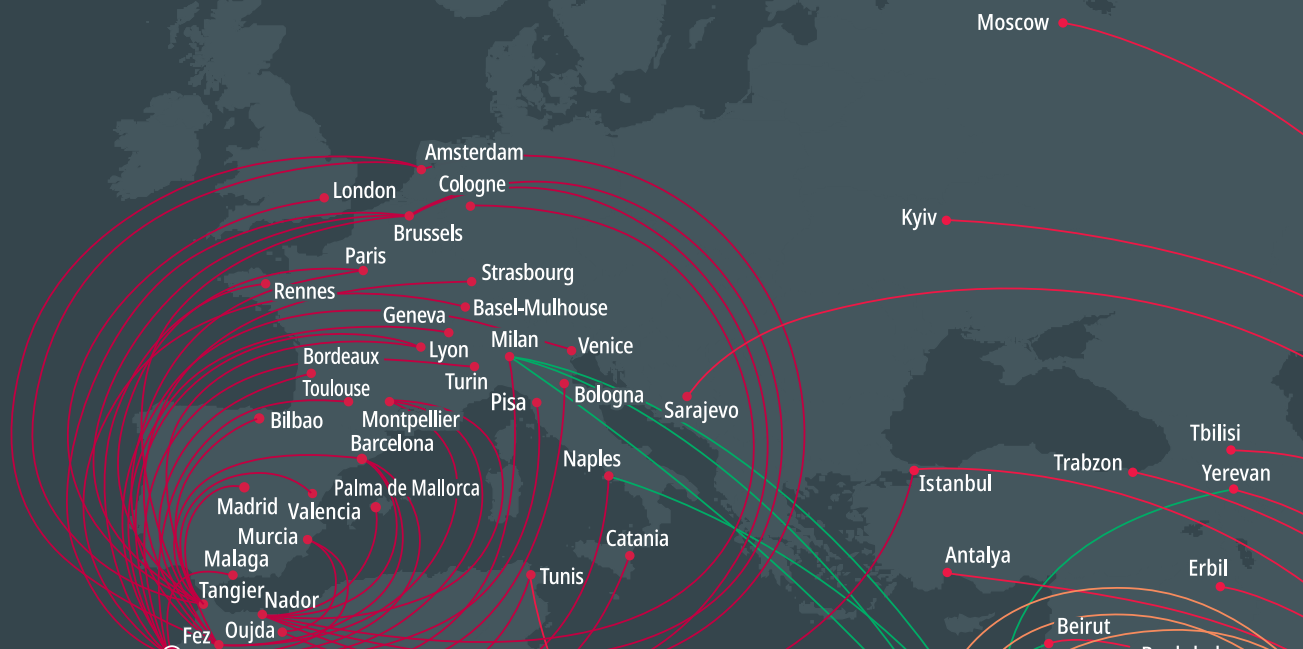 Moscow
Amsterdam
Cologne
London
Kyiv
Brussels
Paris
Strasbourg
Rennes
Basel-Mulhouse
Geneva
Milan
Venice
Lyon
Bordeaux
Turin
Toulouse
Bologna
Pisa
Sarajevo
Montpellier
Bilbao
Barcelona
Tbilisi
Naples
Trabzon
Yerevan
Istanbul
Palma de Mallorca
Madrid
Valencia
Murcia
Catania
Malaga
Antalya
Erbil
Tunis
Tangier
Nador
Beirut
Oujda
Fez